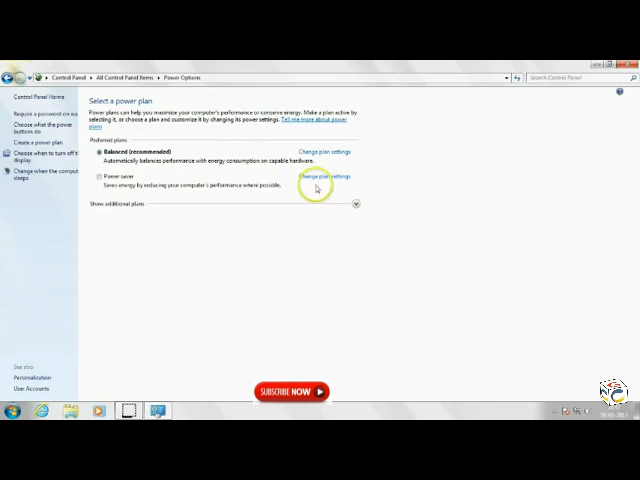 Control Panel
All Control Panel Items
Power Options
Search Control Panel
Control Panel Home
Require a password on wa
Choose what the power
buttons do
Create a power plan
Choose when to turn off t
display
Change when the comput
sleeps
Select a power plan
Power plans can help you maximize your computer's performance or conserve energy. Make a plan active by
selecting it, or choose a plan and customize it by changing its power settings. Tell me more about power
plans
Preferred plans
Balanced (recommended)
Change plan settings
Automatically balances performance with energy consumption on capable hardware.
Power saver
Change plan settings
Saves energy by reducing your computer's performance where possible.
Show additional plans
See also
Personalization
User Accounts
SUBSCRIBE NOW